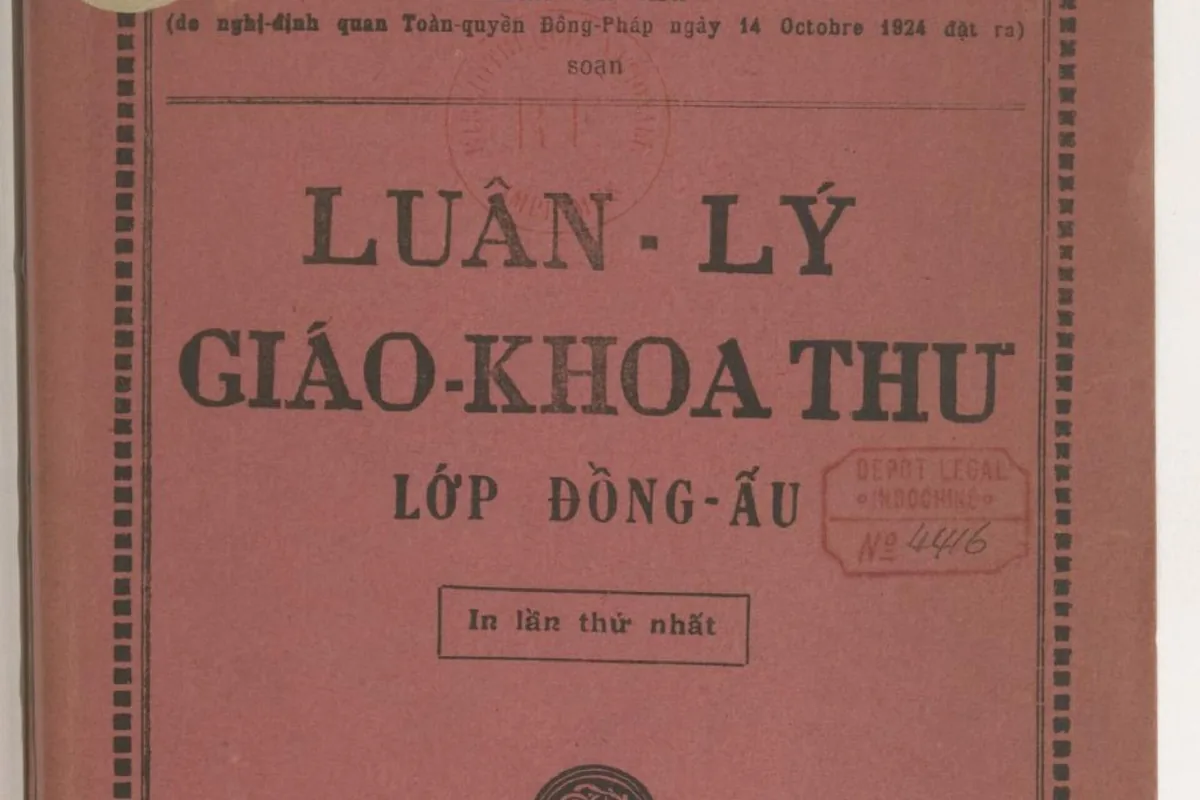 (do nghị-định quan Toàn-quyền Đông-Pháp ngày 14 Octobre 1924 đặt ra)
soạn
LUÂN - LÝ
GIÁO-KHOA THƯ
LỚP ĐỒNG-ẤU
DEPOT LEGAL
INDOCHINE
Nº 4416
In lần thứ nhất